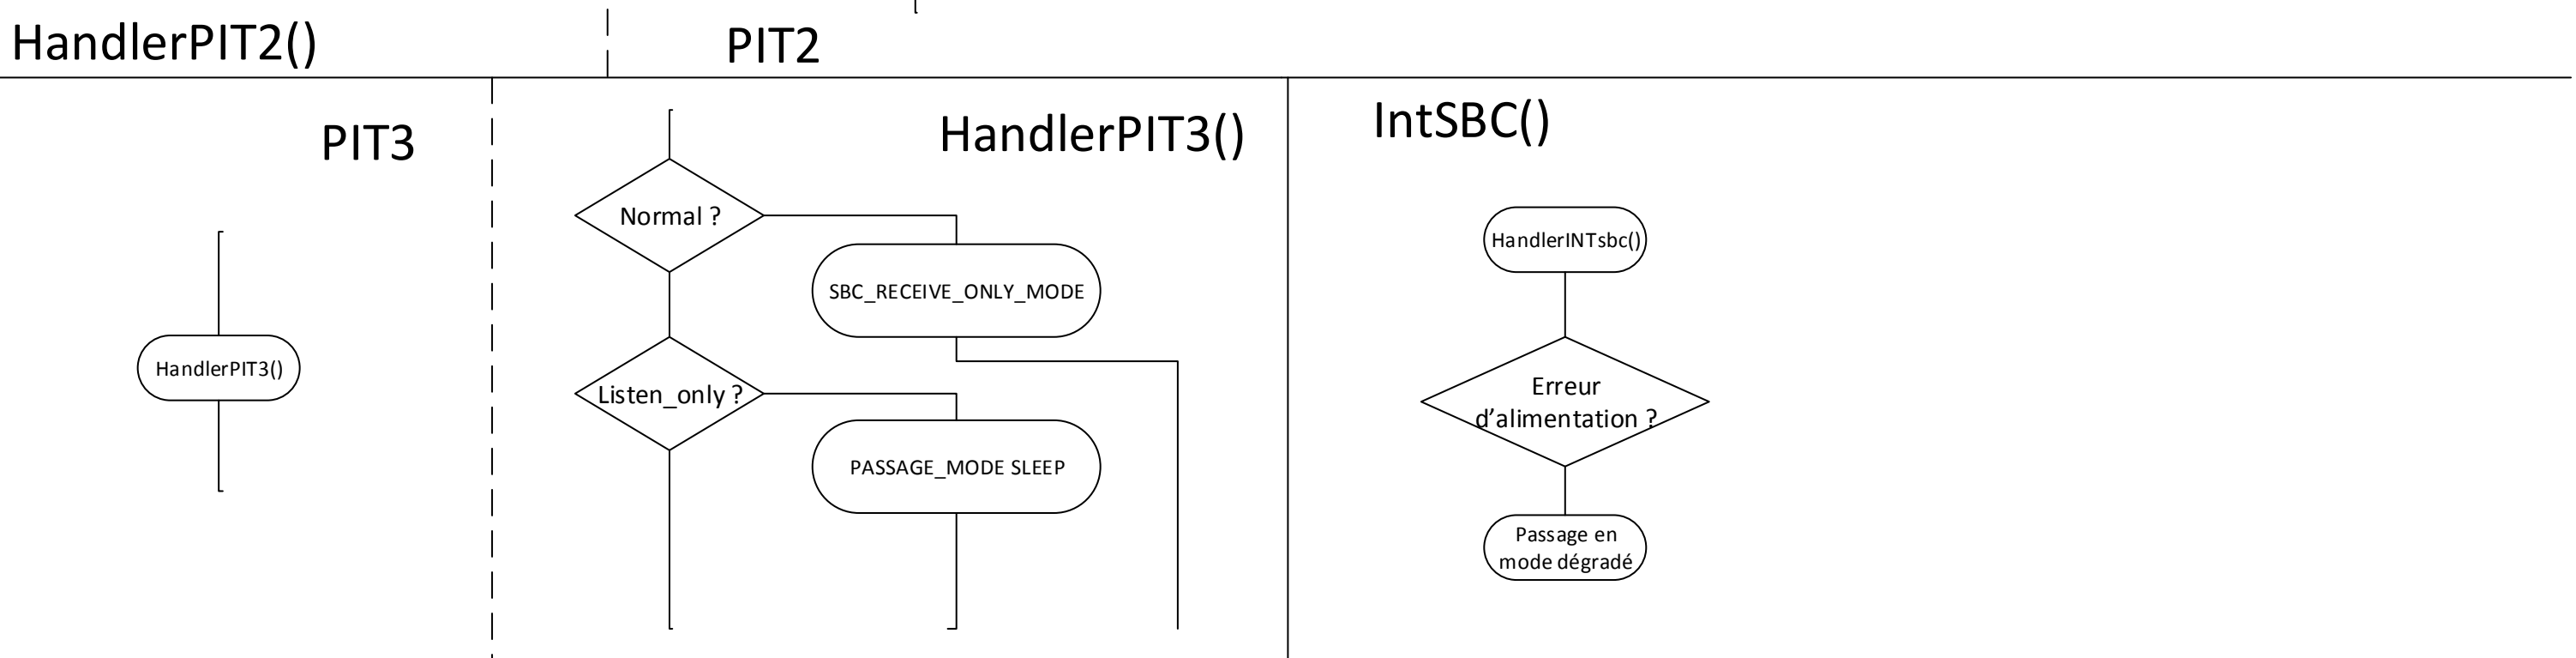 HandlerPIT2()
PIT2
PIT3
HandlerPIT3()
HandlerPIT3()
Normal ?
SBC_RECEIVE_ONLY_MODE
Listen_only ?
PASSAGE_MODE SLEEP
IntSBC()
HandlerINTsbc()
Erreur
d’alimentation ?
Passage en
mode dégradé